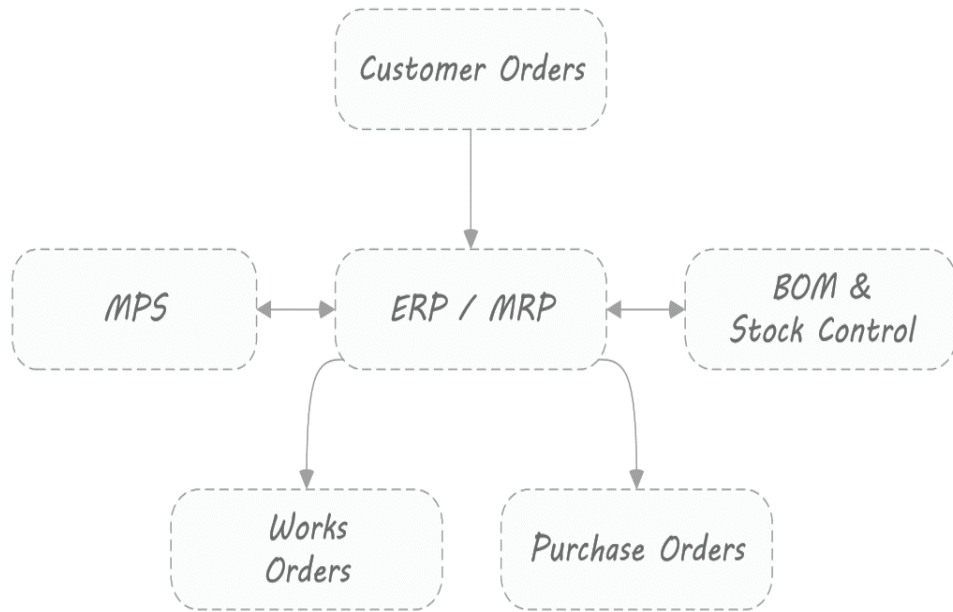 Customer Orders
MPS
ERP / MRP
BOM &
Stock Control
Works
Orders
Purchase Orders